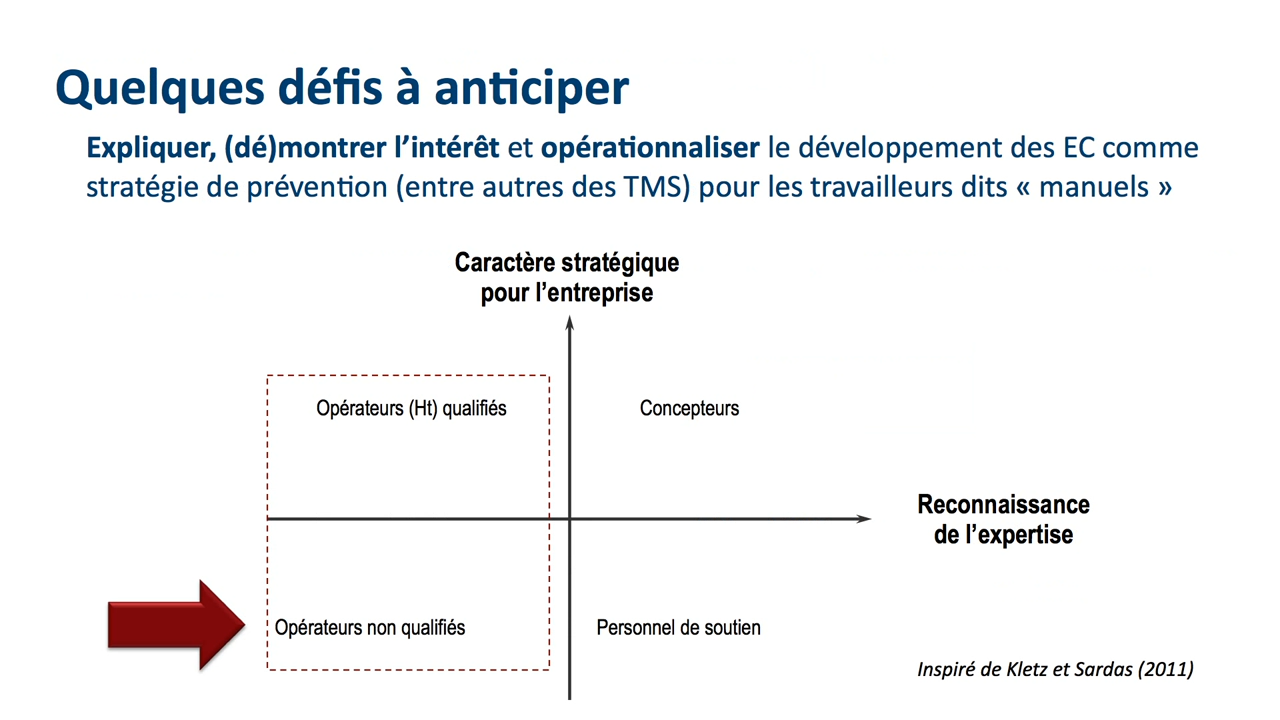 Quelques défis à anticiper
Expliquer, (dé)montrer l’intérêt et opérationnaliser le développement des EC comme
stratégie de prévention (entre autres des TMS) pour les travailleurs dits « manuels »
Caractère stratégique
pour l’entreprise
Opérateurs (Ht) qualifiés
Concepteurs
Reconnaissance
de l’expertise
Opérateurs non qualifiés
Personnel de soutien
Inspiré de Kletz et Sardas (2011)